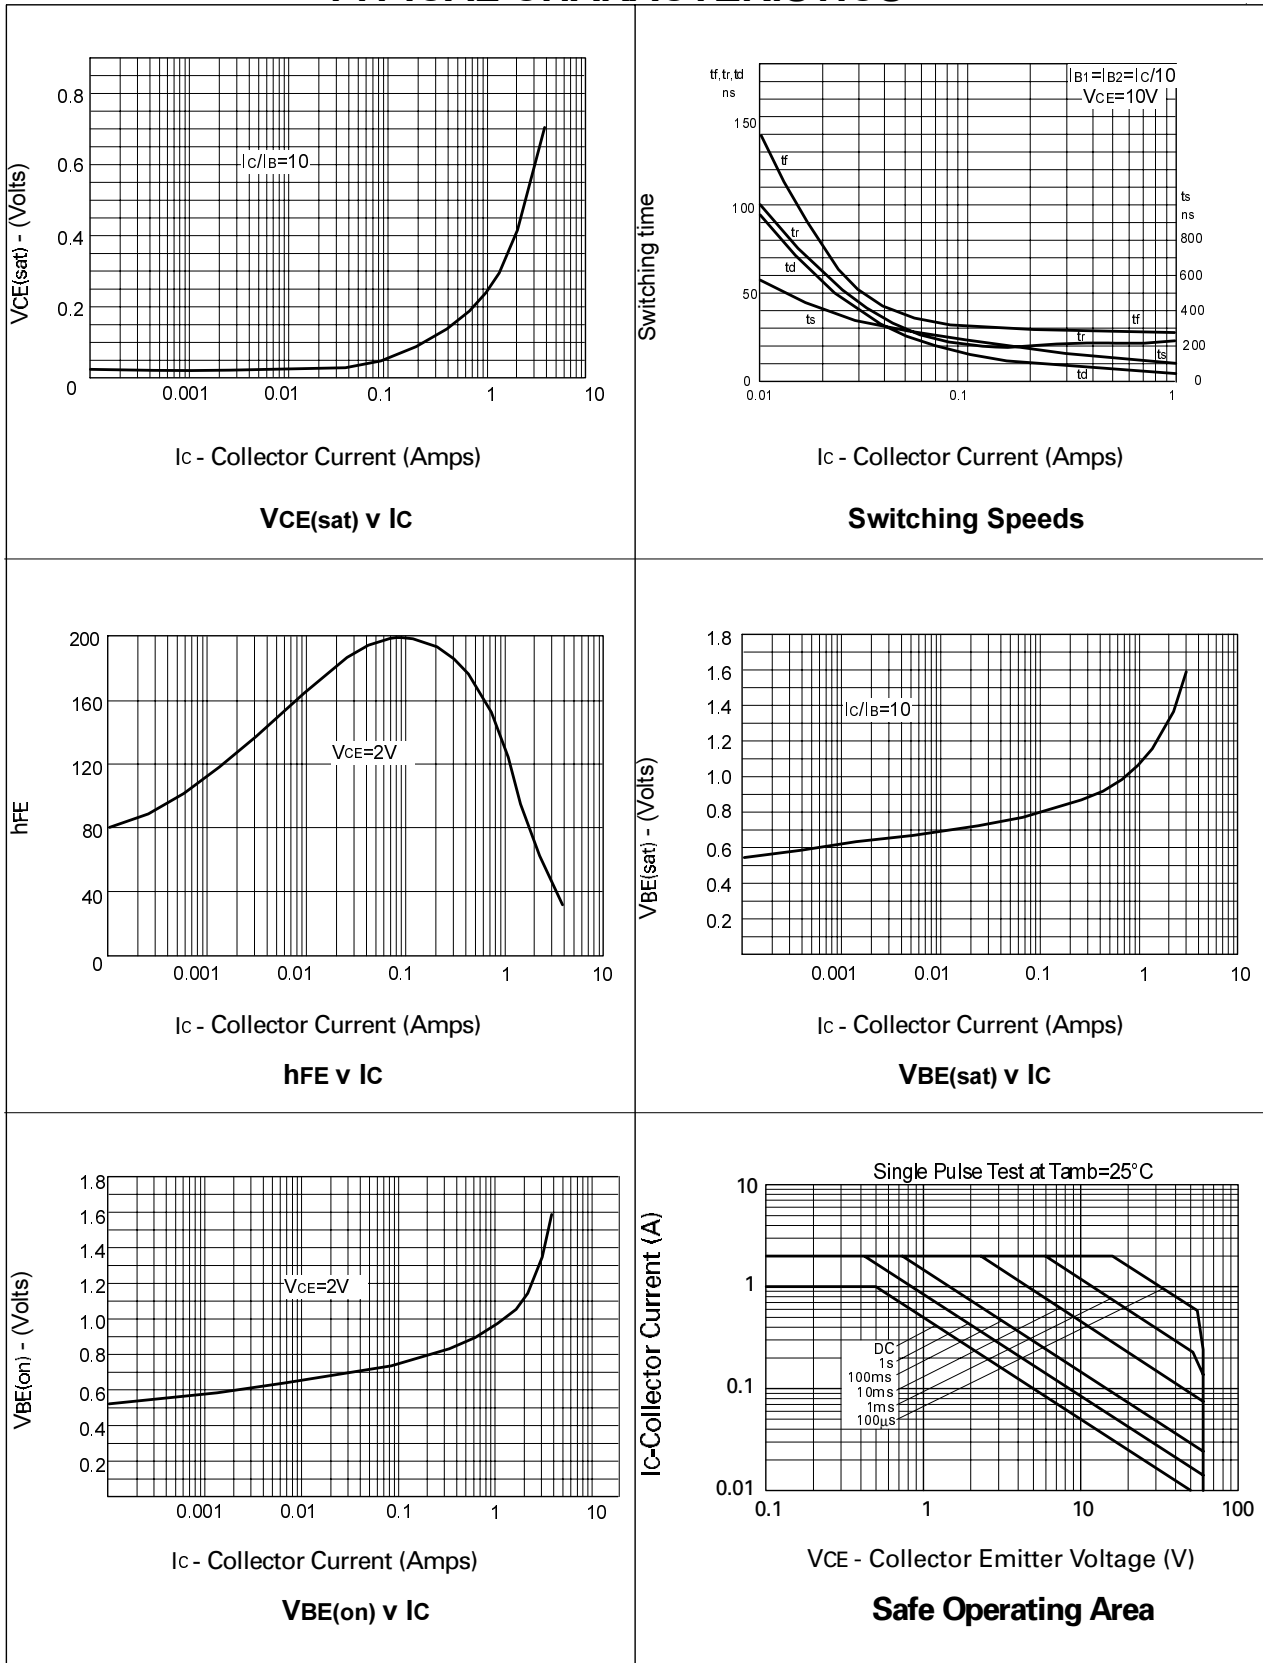 TYPICAL CHARACTERISTICS
0.8
0.6
0.4
0.2
0
VCE(sat) - (Volts)
IC/IB=10
0.001 0.01 0.1 1 10
IC - Collector Current (Amps)
VCE(sat) v IC
tf,tr,td
ns
150
100
50
0
Switching time
IB1=IB2=IC/10
VCE=10V
tf
tr
td
ts
tf
tr
ts
td
ts
ns
800
600
400
200
0
0.01 0.1 1
IC - Collector Current (Amps)
Switching Speeds
200
160
120
80
40
0
hFE
VCE=2V
0.001 0.01 0.1 1 10
IC - Collector Current (Amps)
hFE v IC
1.8
1.6
1.4
1.2
1.0
0.8
0.6
0.4
0.2
VBE(sat) - (Volts)
IC/IB=10
0.001 0.01 0.1 1 10
IC - Collector Current (Amps)
VBE(sat) v IC
1.8
1.6
1.4
1.2
1.0
0.8
0.6
0.4
0.2
VBE(on) - (Volts)
VCE=2V
0.001 0.01 0.1 1 10
IC - Collector Current (Amps)
VBE(on) v IC
Single Pulse Test at Tamb=25°C
10
1
0.1
0.01
IC-Collector Current (A)
DC
1s
100ms
10ms
1ms
100µs
0.1 1 10 100
VCE - Collector Emitter Voltage (V)
Safe Operating Area